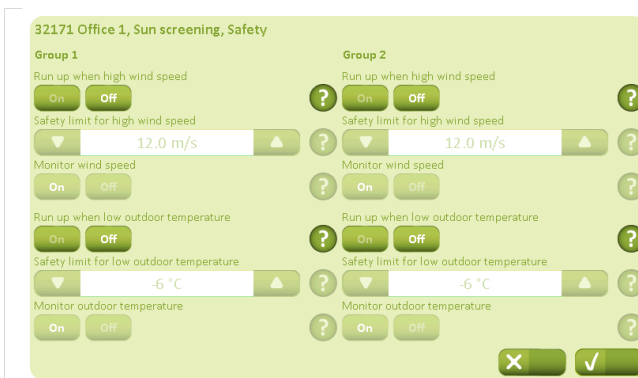 32171 Office 1, Sun screening, Safety
Group 1 Group 2
Run up when high wind speed Run up when high wind speed
On Off ? On Off ?
Safety limit for high wind speed Safety limit for high wind speed
12.0 m/s ? 12.0 m/s ?
Monitor wind speed Monitor wind speed
On Off ? On Off ?
Run up when low outdoor temperature Run up when low outdoor temperature
On Off ? On Off ?
Safety limit for low outdoor temperature Safety limit for low outdoor temperature
-6 °C ? -6 °C ?
Monitor outdoor temperature Monitor outdoor temperature
On Off ? On Off ?